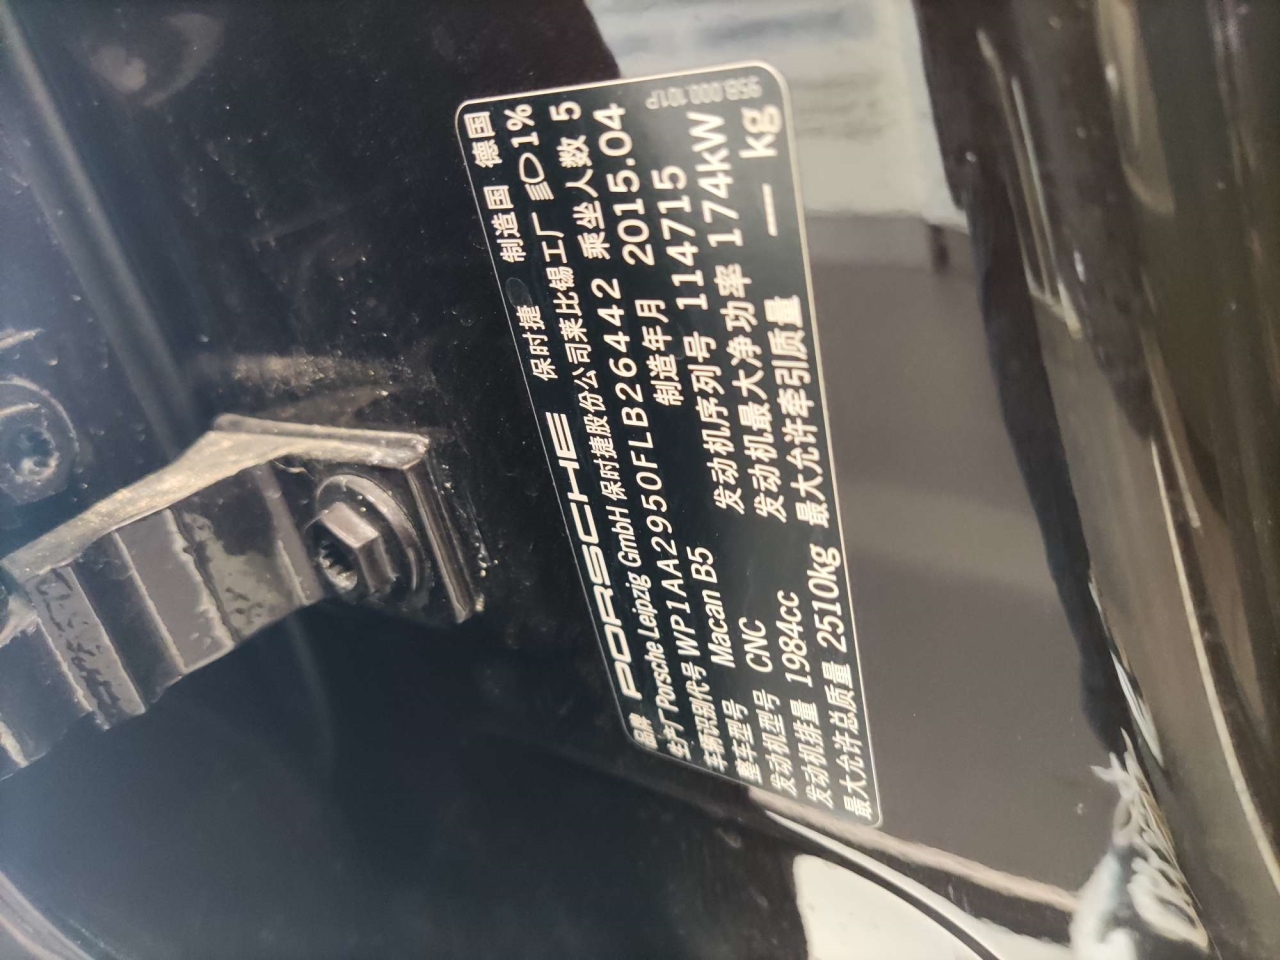 品牌 PORSCHE 保时捷 制造国 德国
生产厂 Porsche Leipzig GmbH 保时捷股份公司莱比锡工厂 101%
车辆识别代号 WP1AA2950FLB26442 乘坐人数 5
整车型号 Macan B5 制造年月 2015.04
发动机型号 CNC 发动机序列号 114715
发动机排量 1984cc 发动机最大净功率 174kW
最大允许总质量 2510kg 最大允许牵引质量 — kg
95B.000.101P